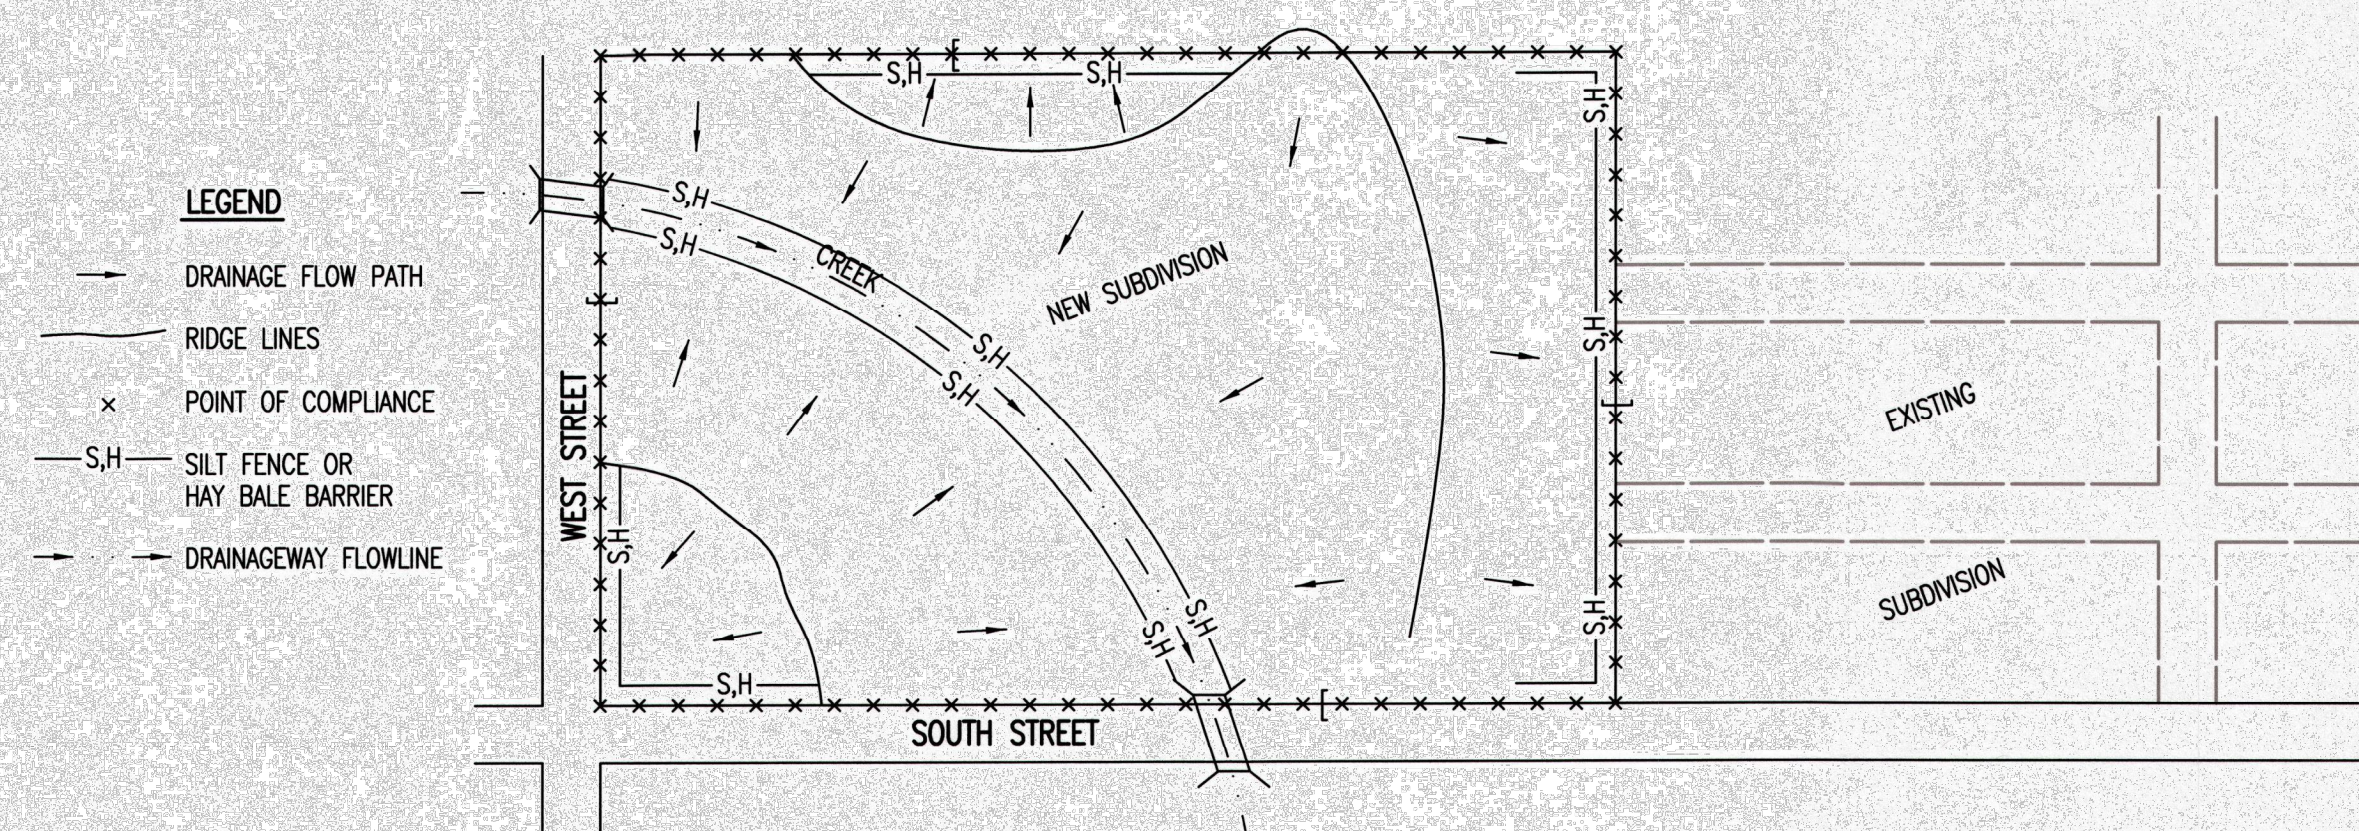 LEGEND
DRAINAGE FLOW PATH
RIDGE LINES
POINT OF COMPLIANCE
S,H
SILT FENCE OR
HAY BALE BARRIER
DRAINAGEWAY FLOWLINE
WEST STREET
SOUTH STREET
S,H
S,H
S,H
S,H
CREEK
S,H
S,H
S,H
S,H
S,H
S,H
NEW SUBDIVISION
S,H
S,H
S,H
EXISTING
SUBDIVISION